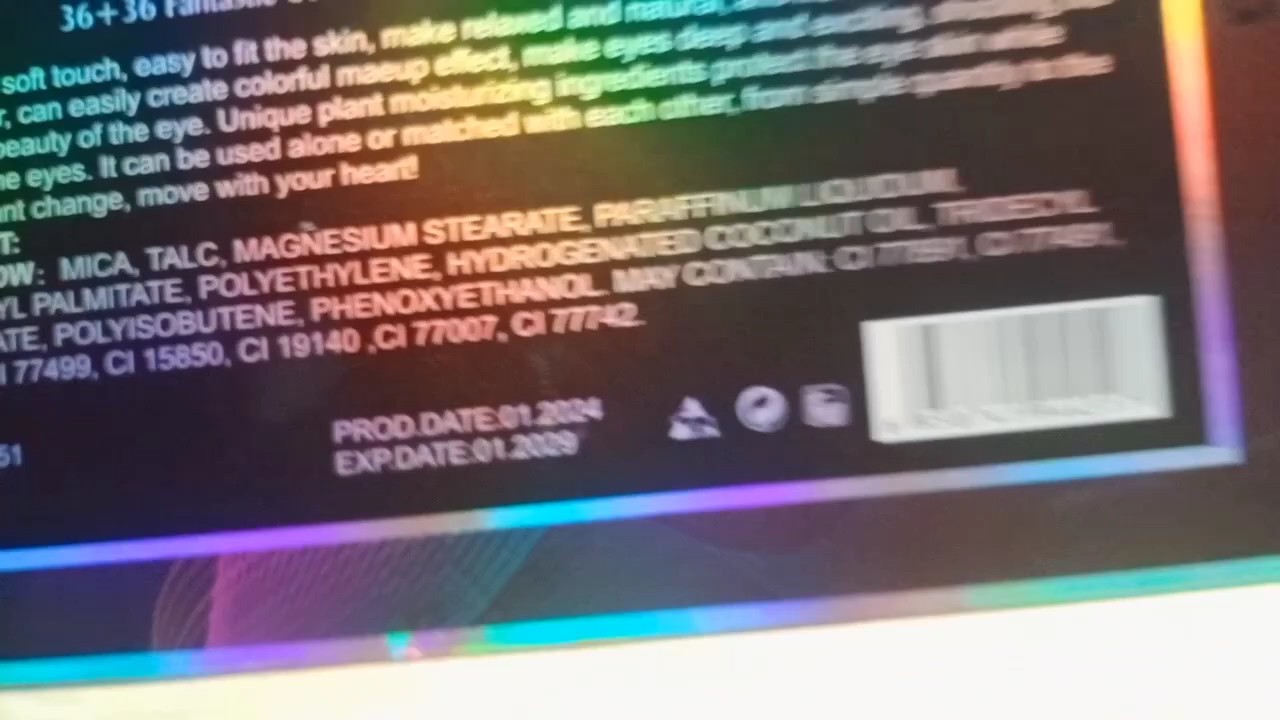 36+36 Fantastic
soft touch, easy to fit the skin, make relaxed and natural,
, can easily create colorful maeup effect, make eyes deep and exciting,
beauty of the eye. Unique plant moisturizing ingredients protect the eye skin while
eyes. It can be used alone or matched with each other, from simple quantity to the
change, move with your heart!
T:
OW: MICA, TALC, MAGNESIUM STEARATE, PARAFFINUM LIQUIDUM,
YL PALMITATE, POLYETHYLENE, HYDROGENATED COCONUT OIL, TRIDECYL
ATE, POLYISOBUTENE, PHENOXYETHANOL. MAY CONTAIN: CI 77891, CI 77491,
77499, CI 15850, CI 19140 ,CI 77007, CI 77742.
51
PROD.DATE:01.2024
EXP.DATE:01.2029